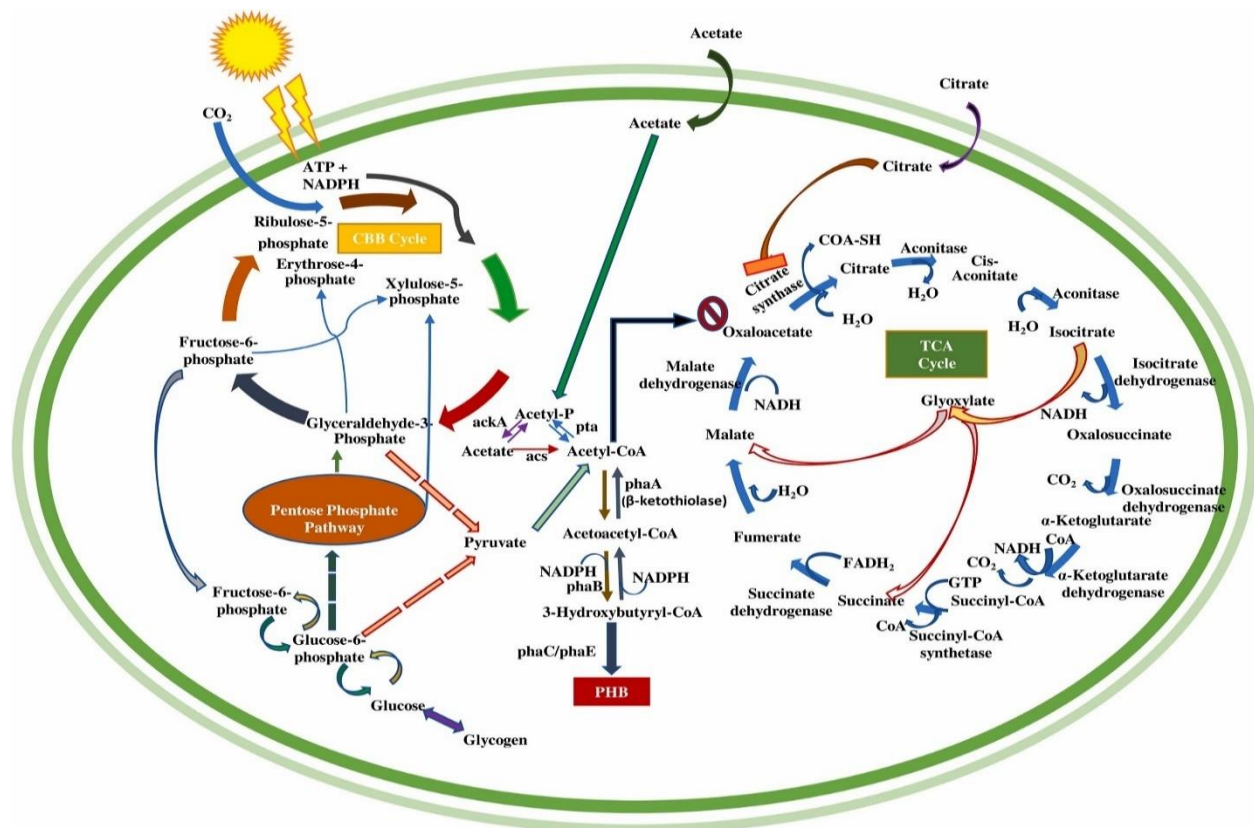 Acetate
Citrate
CO2
Acetate
Citrate
ATP +
NADPH
Ribulose-5-
phosphate
CBB Cycle
Erythrose-4-
phosphate
Xylulose-5-
phosphate
Fructose-6-
phosphate
Glyceraldehyde-3-
Phosphate
Pentose Phosphate
Pathway
Fructose-6-
phosphate
Glucose-6-
phosphate
Glucose
Glycogen
Pyruvate
ackA
Acetyl-P
pta
Acetate
acs
Acetyl-CoA
phaA
(β-ketothiolase)
Acetoacetyl-CoA
NADPH
phaB
NADPH
3-Hydroxybutyryl-CoA
phaC/phaE
PHB
Citrate
synthase
COA-SH
Citrate
H2O
Oxaloacetate
Aconitase
H2O
Cis-
Aconitate
Aconitase
H2O
Isocitrate
TCA
Cycle
Isocitrate
dehydrogenase
NADH
Glyoxylate
Oxalosuccinate
CO2
Oxalosuccinate
dehydrogenase
α-Ketoglutarate
CoA
NADH
CO2
α-Ketoglutarate
dehydrogenase
GTP
Succinyl-CoA
CoA
Succinyl-CoA
synthetase
Succinate
FADH2
Succinate
dehydrogenase
Fumerate
H2O
Malate
Malate
dehydrogenase
NADH